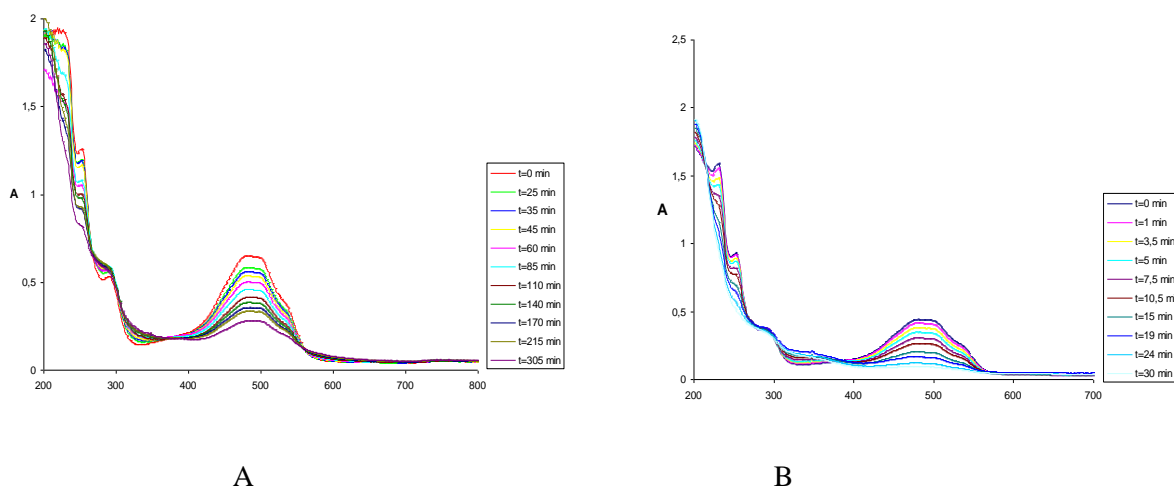 2
1,5
A
1
0,5
0
200 300 400 500 600 700 800
t=0 min
t=25 min
t=35 min
t=45 min
t=60 min
t=85 min
t=110 min
t=140 min
t=170 min
t=215 min
t=305 min
A
2,5
2
1,5
A
1
0,5
0
200 300 400 500 600 700
t=0 min
t=1 min
t=3,5 min
t=5 min
t=7,5 min
t=10,5 m
t=15 min
t=19 min
t=24 min
t=30 min
B